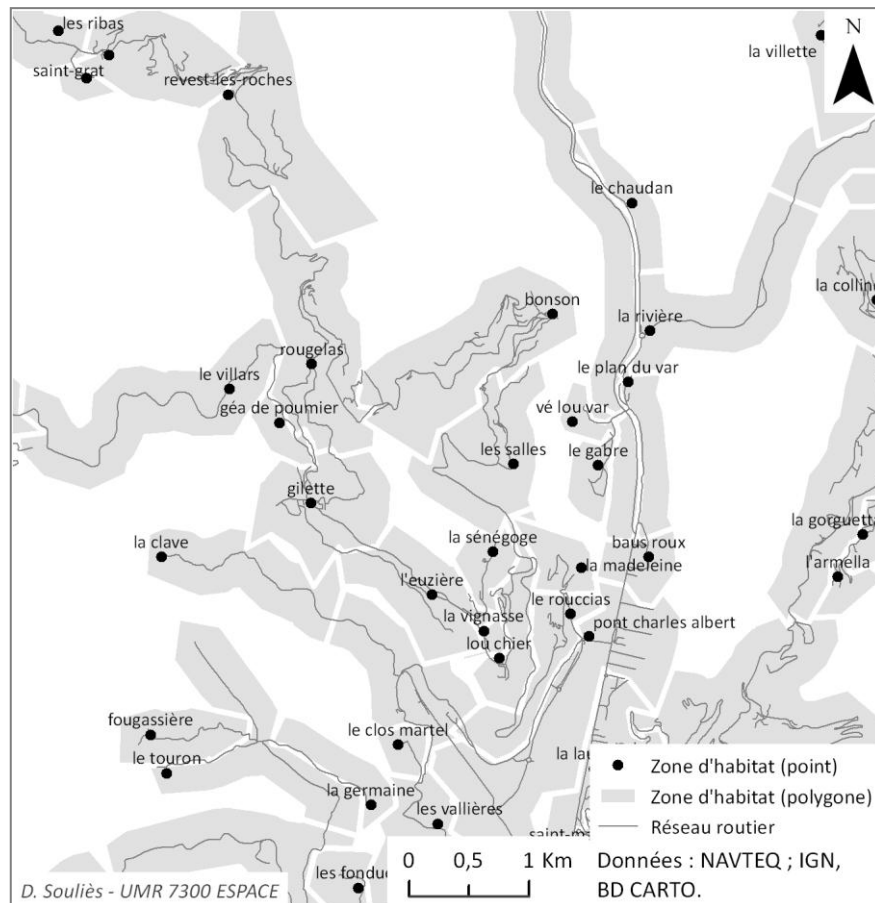 les ribas
N
la villette
saint-grat
revest-les-roches
le chaudan
la colline
bonson
la rivière
rougelas
le villars
le plan du var
géa de poumier
vé lou var
les salles
le gabre
gilette
la gorguetta
la sénégoge
baus roux
la clave
la madeleine
l'armella
l'euzière
le rouccias
la vignasse
pont charles albert
lou chier
fougassière
le clos martel
le touron
la germaine
les vallières
Zone d'habitat (point)
Zone d'habitat (polygone)
Réseau routier
0 0,5 1 Km
Données : NAVTEQ ; IGN,
BD CARTO.
D. Souliès - UMR 7300 ESPACE